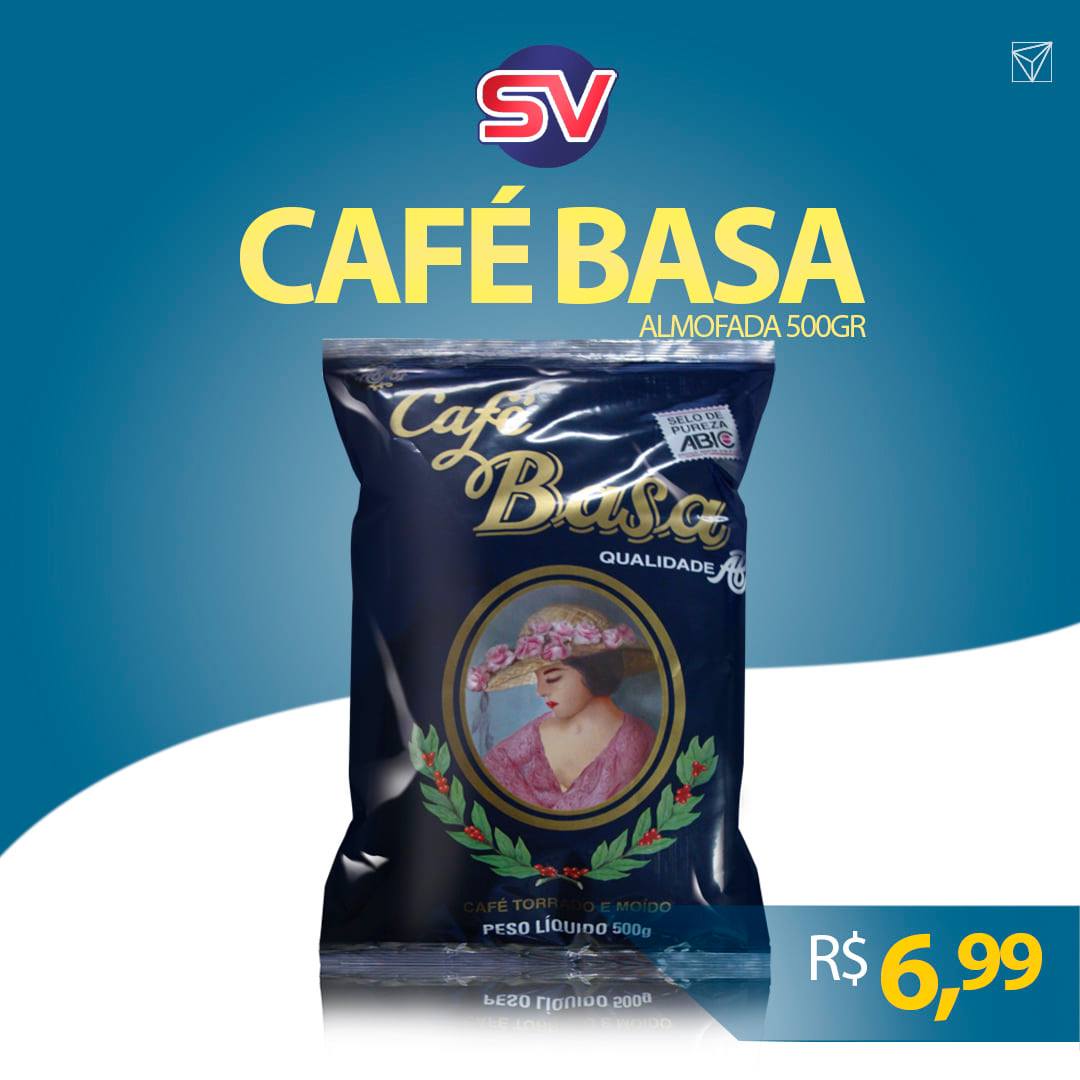 SV
CAFÉ BASA
ALMOFADA 500GR
Café
Basa
SELO DE
PUREZA
ABIC
QUALIDADE
CAFÉ TORRADO E MOÍDO
PESO LÍQUIDO 500g
R$ 6,99